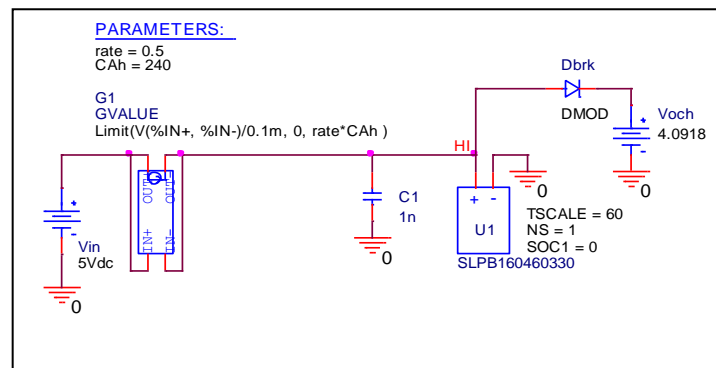 PARAMETERS:
rate = 0.5
CAh = 240
G1
GVALUE
Limit(V(%IN+, %IN-)/0.1m, 0, rate*CAh )
Dbrk
DMOD
Voch
4.0918
+
-
0
HI
OUT+
OUT-
IN+
IN-
Vin
5Vdc
+
-
0
C1
1n
0
+ -
U1
0
TSCALE = 60
NS = 1
SOC1 = 0
SLPB160460330